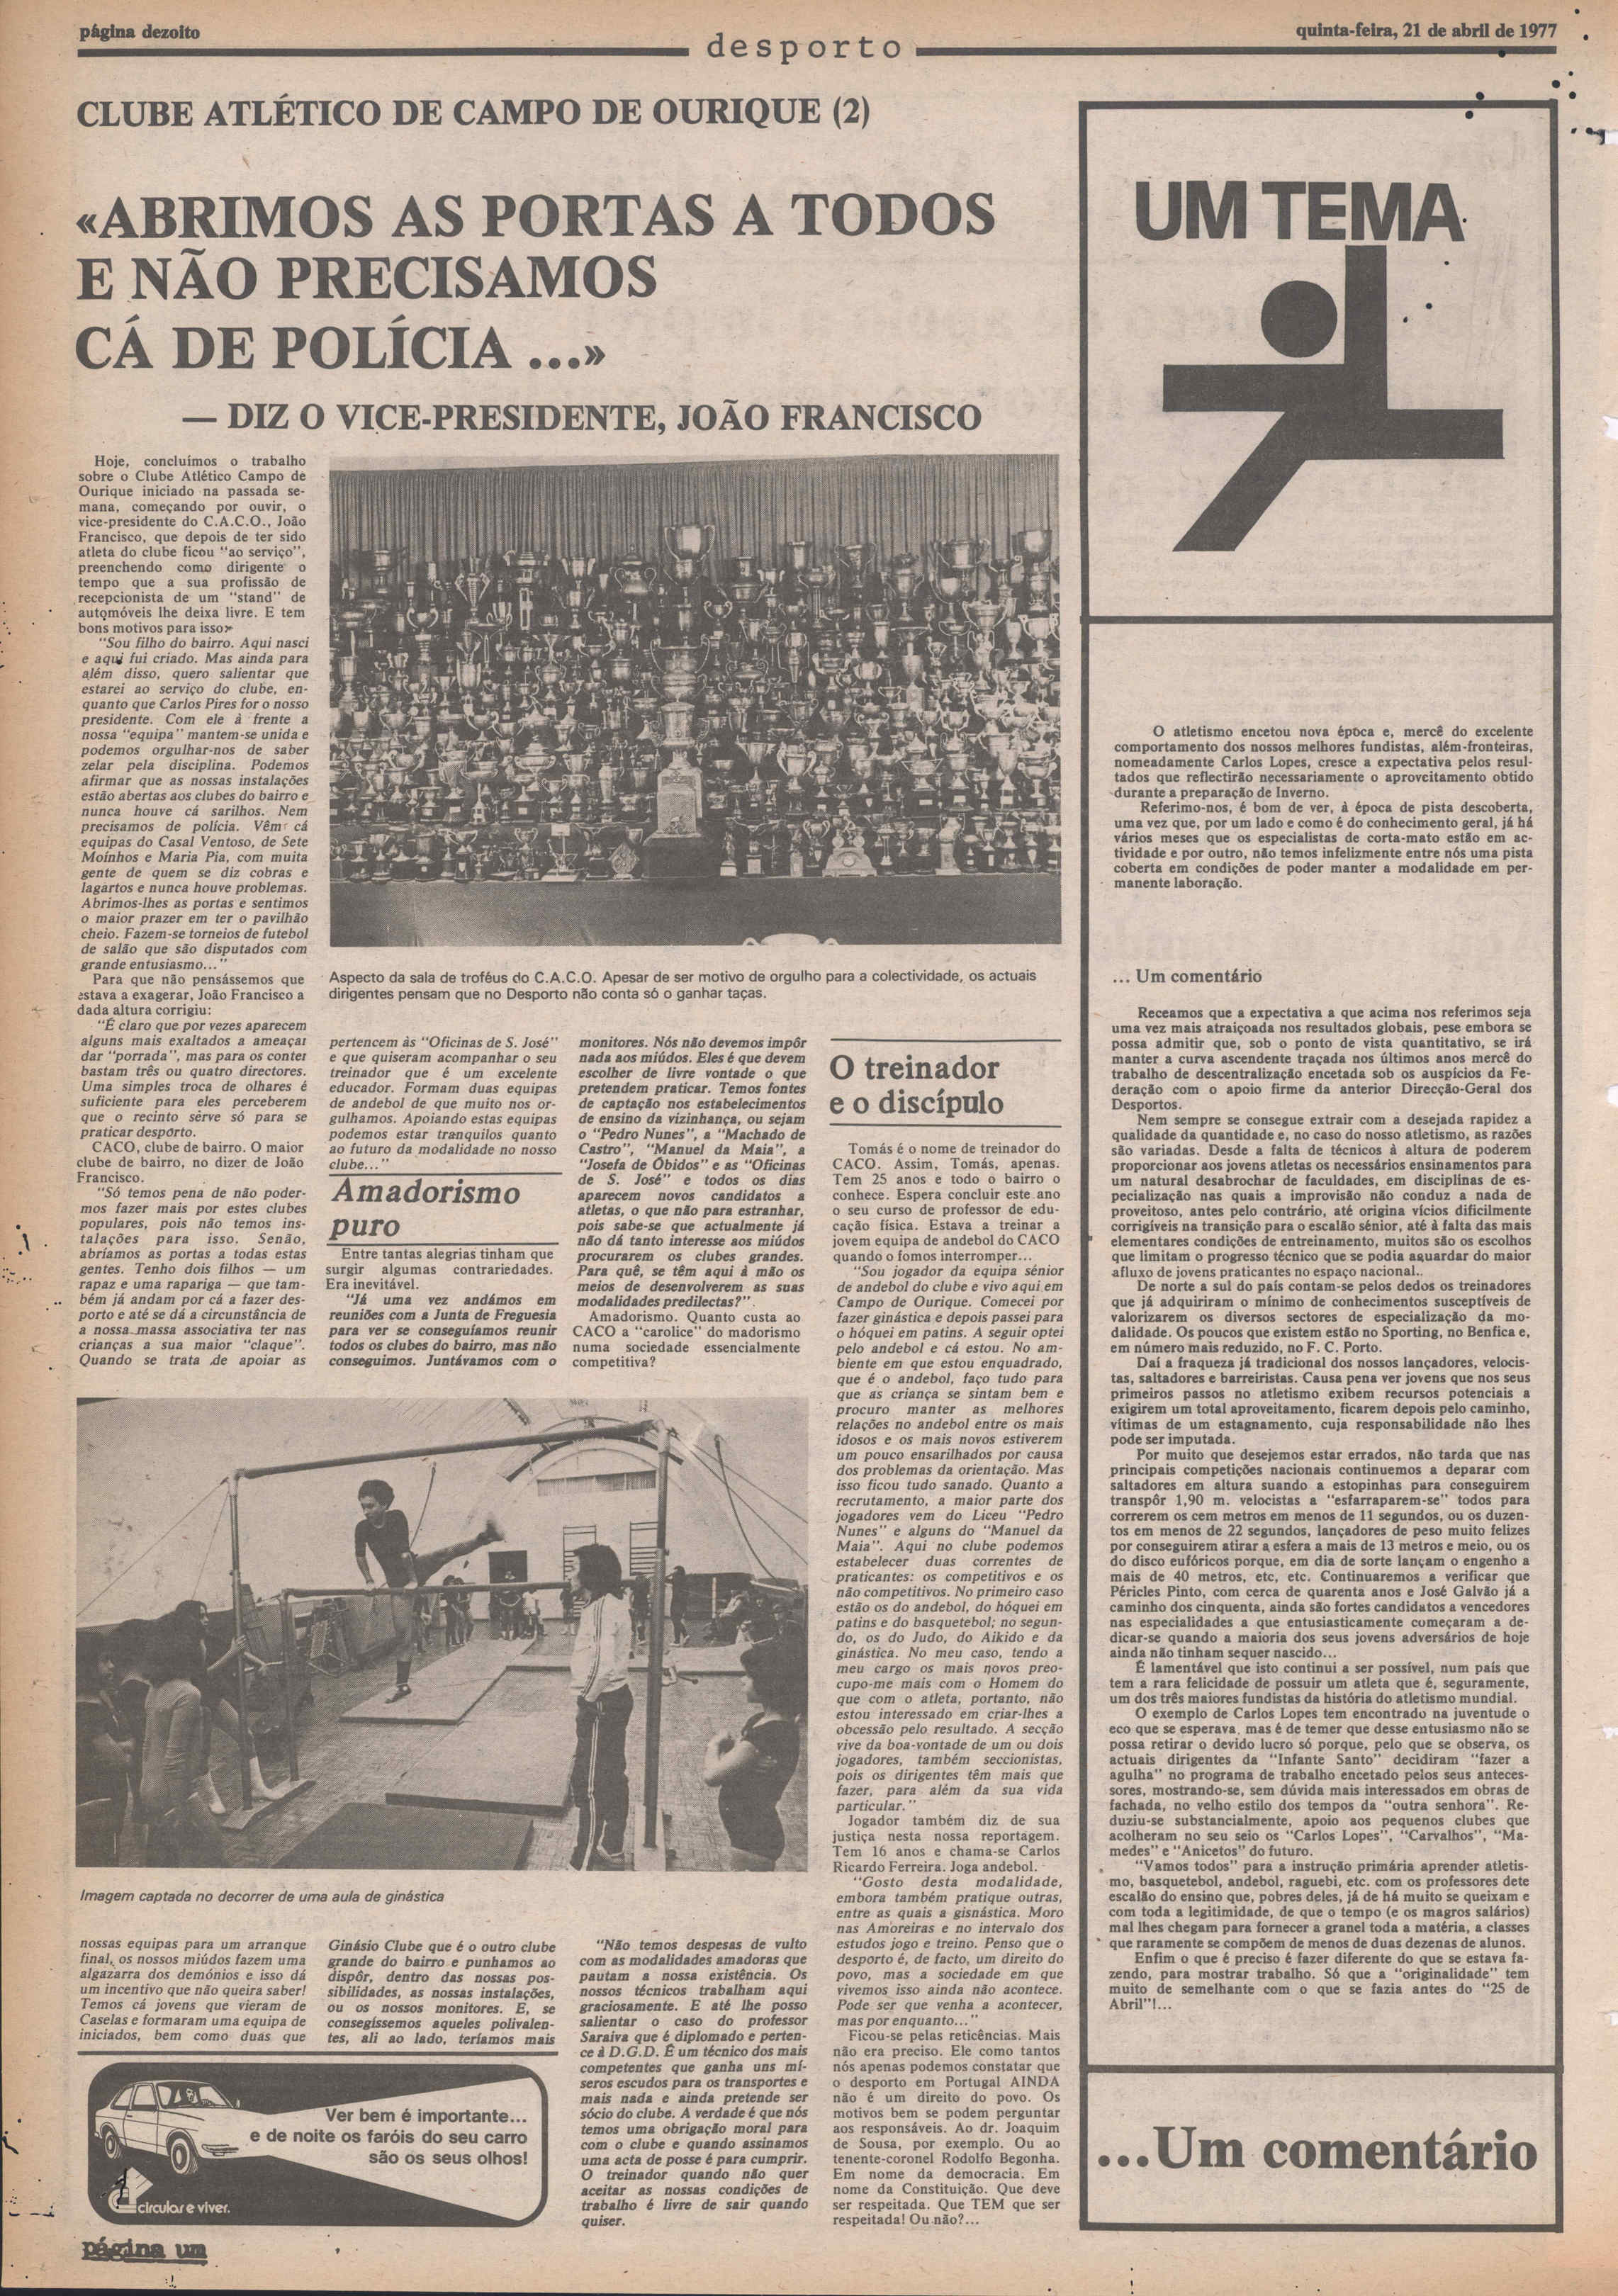 página dezoito
desporto
quinta-feira, 21 de abril de 1977
CLUBE ATLÉTICO DE CAMPO DE OURIQUE (2)
«ABRIMOS AS PORTAS A TODOS
E NÃO PRECISAMOS
CÁ DE POLÍCIA ...»
— DIZ O VICE-PRESIDENTE, JOÃO FRANCISCO
Hoje, concluímos o trabalho
sobre o Clube Atlético Campo de
Ourique iniciado na passada se-
mana, começando por ouvir, o
vice-presidente do C.A.C.O., João
Francisco, que depois de ter sido
atleta do clube ficou "ao serviço",
preenchendo como dirigente o
tempo que a sua profissão de
recepcionista de um "stand" de
automóveis lhe deixa livre. E tem
bons motivos para isso:
"Sou filho do bairro. Aqui nasci
e aqui fui criado. Mas ainda para
além disso, quero salientar que
estarei ao serviço do clube, en-
quanto que Carlos Pires for o nosso
presidente. Com ele à frente a
nossa "equipa" mantem-se unida e
podemos orgulhar-nos de saber
zelar pela disciplina. Podemos
afirmar que as nossas instalações
estão abertas aos clubes do bairro e
nunca houve cá sarilhos. Nem
precisamos de polícia. Vêm cá
equipas do Casal Ventoso, de Sete
Moínhos e Maria Pia, com muita
gente de quem se diz cobras e
lagartos e nunca houve problemas.
Abrimos-lhes as portas e sentimos
o maior prazer em ter o pavilhão
cheio. Fazem-se torneios de futebol
de salão que são disputados com
grande entusiasmo..."
Para que não pensássemos que
estava a exagerar, João Francisco a
dada altura corrigiu:
"É claro que por vezes aparecem
alguns mais exaltados a ameaçar
dar "porrada", mas para os conter
bastam três ou quatro directores.
Uma simples troca de olhares é
suficiente para eles perceberem
que o recinto serve só para se
praticar desporto.
CACO, clube de bairro. O maior
clube de bairro, no dizer de João
Francisco.
"Só temos pena de não poder-
mos fazer mais por estes clubes
populares, pois não temos ins-
talações para isso. Senão,
abríamos as portas a todas estas
gentes. Tenho dois filhos — um
rapaz e uma rapariga — que tam-
bém já andam por cá a fazer des-
porto e até se dá a circunstância de
a nossa massa associativa ter nas
crianças a sua maior "claque".
Quando se trata de apoiar as
nossas equipas para um arranque
final, os nossos miúdos fazem uma
algazarra dos demónios e isso dá
um incentivo que não queira saber!
Temos cá jovens que vieram de
Caselas e formaram uma equipa de
iniciados, bem como duas que
Aspecto da sala de troféus do C.A.C.O. Apesar de ser motivo de orgulho para a colectividade, os actuais
dirigentes pensam que no Desporto não conta só o ganhar taças.
pertencem às "Oficinas de S. José"
e que quiseram acompanhar o seu
treinador que é um excelente
educador. Formam duas equipas
de andebol de que muito nos or-
gulhamos. Apoiando estas equipas
podemos estar tranquilos quanto
ao futuro da modalidade no nosso
clube..."
Amadorismo
puro
Entre tantas alegrias tinham que
surgir algumas contrariedades.
Era inevitável.
"Já uma vez andámos em
reuniões com a Junta de Freguesia
para ver se conseguíamos reunir
todos os clubes do bairro, mas não
conseguimos. Juntávamos com o
Ginásio Clube que é o outro clube
grande do bairro e punhamos ao
dispôr, dentro das nossas pos-
sibilidades, as nossas instalações,
ou os nossos monitores. E, se
consegíssemos aqueles polivalen-
tes, ali ao lado, teríamos mais
monitores. Nós não devemos impôr
nada aos miúdos. Eles é que devem
escolher de livre vontade o que
pretendem praticar. Temos fontes
de captação nos estabelecimentos
de ensino da vizinhança, ou sejam
o "Pedro Nunes", a "Machado de
Castro", "Manuel da Maia", a
"Josefa de Óbidos" e as "Oficinas
de S. José" e todos os dias
aparecem novos candidatos a
atletas, o que não para estranhar,
pois sabe-se que actualmente já
não dá tanto interesse aos miúdos
procurarem os clubes grandes.
Para quê, se têm aqui à mão os
meios de desenvolverem as suas
modalidades predilectas?".
Amadorismo. Quanto custa ao
CACO a "carolice" do madorismo
numa sociedade essencialmente
competitiva?
"Não temos despesas de vulto
com as modalidades amadoras que
pautam a nossa existência. Os
nossos técnicos trabalham aqui
graciosamente. E até lhe posso
salientar o caso do professor
Saraiva que é diplomado e perten-
ce à D.G.D. É um técnico dos mais
competentes que ganha uns mí-
seros escudos para os transportes e
mais nada e ainda pretende ser
sócio do clube. A verdade é que nós
temos uma obrigação moral para
com o clube e quando assinamos
uma acta de posse é para cumprir.
O treinador quando não quer
aceitar as nossas condições de
trabalho é livre de sair quando
quiser.
Imagem captada no decorrer de uma aula de ginástica
O treinador
e o discípulo
Tomás é o nome de treinador do
CACO. Assim, Tomás, apenas.
Tem 25 anos e todo o bairro o
conhece. Espera concluir este ano
o seu curso de professor de edu-
cação física. Estava a treinar a
jovem equipa de andebol do CACO
quando o fomos interromper...
"Sou jogador da equipa sénior
de andebol do clube e vivo aqui em
Campo de Ourique. Comecei por
fazer ginástica e depois passei para
o hóquei em patins. A seguir optei
pelo andebol e cá estou. No am-
biente em que estou enquadrado,
que é o andebol, faço tudo para
que as criança se sintam bem e
procuro manter as melhores
relações no andebol entre os mais
idosos e os mais novos estiverem
um pouco ensarilhados por causa
dos problemas da orientação. Mas
isso ficou tudo sanado. Quanto a
recrutamento, a maior parte dos
jogadores vem do Liceu "Pedro
Nunes" e alguns do "Manuel da
Maia". Aqui no clube podemos
estabelecer duas correntes de
praticantes: os competitivos e os
não competitivos. No primeiro caso
estão os do andebol, do hóquei em
patins e do basquetebol; no segun-
do, os do Judo, do Aikido e da
ginástica. No meu caso, tendo a
meu cargo os mais novos preo-
cupo-me mais com o Homem do
que com o atleta, portanto, não
estou interessado em criar-lhes a
obcessão pelo resultado. A secção
vive da boa-vontade de um ou dois
jogadores, também seccionistas,
pois os dirigentes têm mais que
fazer, para além da sua vida
particular."
Jogador também diz de sua
justiça nesta nossa reportagem.
Tem 16 anos e chama-se Carlos
Ricardo Ferreira. Joga andebol.
"Gosto desta modalidade,
embora também pratique outras,
entre as quais a gisnástica. Moro
nas Amoreiras e no intervalo dos
estudos jogo e treino. Penso que o
desporto é, de facto, um direito do
povo, mas a sociedade em que
vivemos isso ainda não acontece.
Pode ser que venha a acontecer,
mas por enquanto..."
Ficou-se pelas reticências. Mais
não era preciso. Ele como tantos
nós apenas podemos constatar que
o desporto em Portugal AINDA
não é um direito do povo. Os
motivos bem se podem perguntar
aos responsáveis. Ao dr. Joaquim
de Sousa, por exemplo. Ou ao
tenente-coronel Rodolfo Begonha.
Em nome da democracia. Em
nome da Constituição. Que deve
ser respeitada. Que TEM que ser
respeitada! Ou não?...
Ver bem é importante...
e de noite os faróis do seu carro
são os seus olhos!
circular e viver.
página um
UM TEMA
O atletismo encetou nova época e, mercê do excelente
comportamento dos nossos melhores fundistas, além-fronteiras,
nomeadamente Carlos Lopes, cresce a expectativa pelos resul-
tados que reflectirão necessariamente o aproveitamento obtido
durante a preparação de Inverno.
Referimo-nos, é bom de ver, à época de pista descoberta,
uma vez que, por um lado e como é do conhecimento geral, já há
vários meses que os especialistas de corta-mato estão em ac-
tividade e por outro, não temos infelizmente entre nós uma pista
coberta em condições de poder manter a modalidade em per-
manente laboração.
... Um comentário
Receamos que a expectativa a que acima nos referimos seja
uma vez mais atraiçoada nos resultados globais, pese embora se
possa admitir que, sob o ponto de vista quantitativo, se irá
manter a curva ascendente traçada nos últimos anos mercê do
trabalho de descentralização encetada sob os auspícios da Fe-
deração com o apoio firme da anterior Direcção-Geral dos
Desportos.
Nem sempre se consegue extrair com a desejada rapidez a
qualidade da quantidade e, no caso do nosso atletismo, as razões
são variadas. Desde a falta de técnicos à altura de poderem
proporcionar aos jovens atletas os necessários ensinamentos para
um natural desabrochar de faculdades, em disciplinas de es-
pecialização nas quais a improvisão não conduz a nada de
proveitoso, antes pelo contrário, até origina vícios dificilmente
corrigíveis na transição para o escalão sénior, até à falta das mais
elementares condições de entreinamento, muitos são os escolhos
que limitam o progresso técnico que se podia aguardar do maior
afluxo de jovens praticantes no espaço nacional..
De norte a sul do país contam-se pelos dedos os treinadores
que já adquiriram o mínimo de conhecimentos susceptíveis de
valorizarem os diversos sectores de especialização da mo-
dalidade. Os poucos que existem estão no Sporting, no Benfica e,
em número mais reduzido, no F. C. Porto.
Daí a fraqueza já tradicional dos nossos lançadores, velocis-
tas, saltadores e barreiristas. Causa pena ver jovens que nos seus
primeiros passos no atletismo exibem recursos potenciais a
exigirem um total aproveitamento, ficarem depois pelo caminho,
vítimas de um estagnamento, cuja responsabilidade não lhes
pode ser imputada.
Por muito que desejemos estar errados, não tarda que nas
principais competições nacionais continuemos a deparar com
saltadores em altura suando a estopinhas para conseguirem
transpôr 1,90 m. velocistas a "esfarraparem-se" todos para
correrem os cem metros em menos de 11 segundos, ou os duzen-
tos em menos de 22 segundos, lançadores de peso muito felizes
por conseguirem atirar a esfera a mais de 13 metros e meio, ou os
do disco eufóricos porque, em dia de sorte lançam o engenho a
mais de 40 metros, etc, etc. Continuaremos a verificar que
Péricles Pinto, com cerca de quarenta anos e José Galvão já a
caminho dos cinquenta, ainda são fortes candidatos a vencedores
nas especialidades a que entusiasticamente começaram a de-
dicar-se quando a maioria dos seus jovens adversários de hoje
ainda não tinham sequer nascido...
É lamentável que isto continui a ser possível, num país que
tem a rara felicidade de possuir um atleta que é, seguramente,
um dos três maiores fundistas da história do atletismo mundial.
O exemplo de Carlos Lopes tem encontrado na juventude o
eco que se esperava, mas é de temer que desse entusiasmo não se
possa retirar o devido lucro só porque, pelo que se observa, os
actuais dirigentes da "Infante Santo" decidiram "fazer a
agulha" no programa de trabalho encetado pelos seus anteces-
sores, mostrando-se, sem dúvida mais interessados em obras de
fachada, no velho estilo dos tempos da "outra senhora". Re-
duziu-se substancialmente, apoio aos pequenos clubes que
acolheram no seu seio os "Carlos Lopes", "Carvalhos", "Ma-
medes" e "Anicetos" do futuro.
"Vamos todos" para a instrução primária aprender atletis-
mo, basquetebol, andebol, raguebi, etc. com os professores dete
escalão do ensino que, pobres deles, já de há muito se queixam e
com toda a legitimidade, de que o tempo (e os magros salários)
mal lhes chegam para fornecer a granel toda a matéria, a classes
que raramente se compõem de menos de duas dezenas de alunos.
Enfim o que é preciso é fazer diferente do que se estava fa-
zendo, para mostrar trabalho. Só que a "originalidade" tem
muito de semelhante com o que se fazia antes do "25 de
Abril"!...
...Um comentário